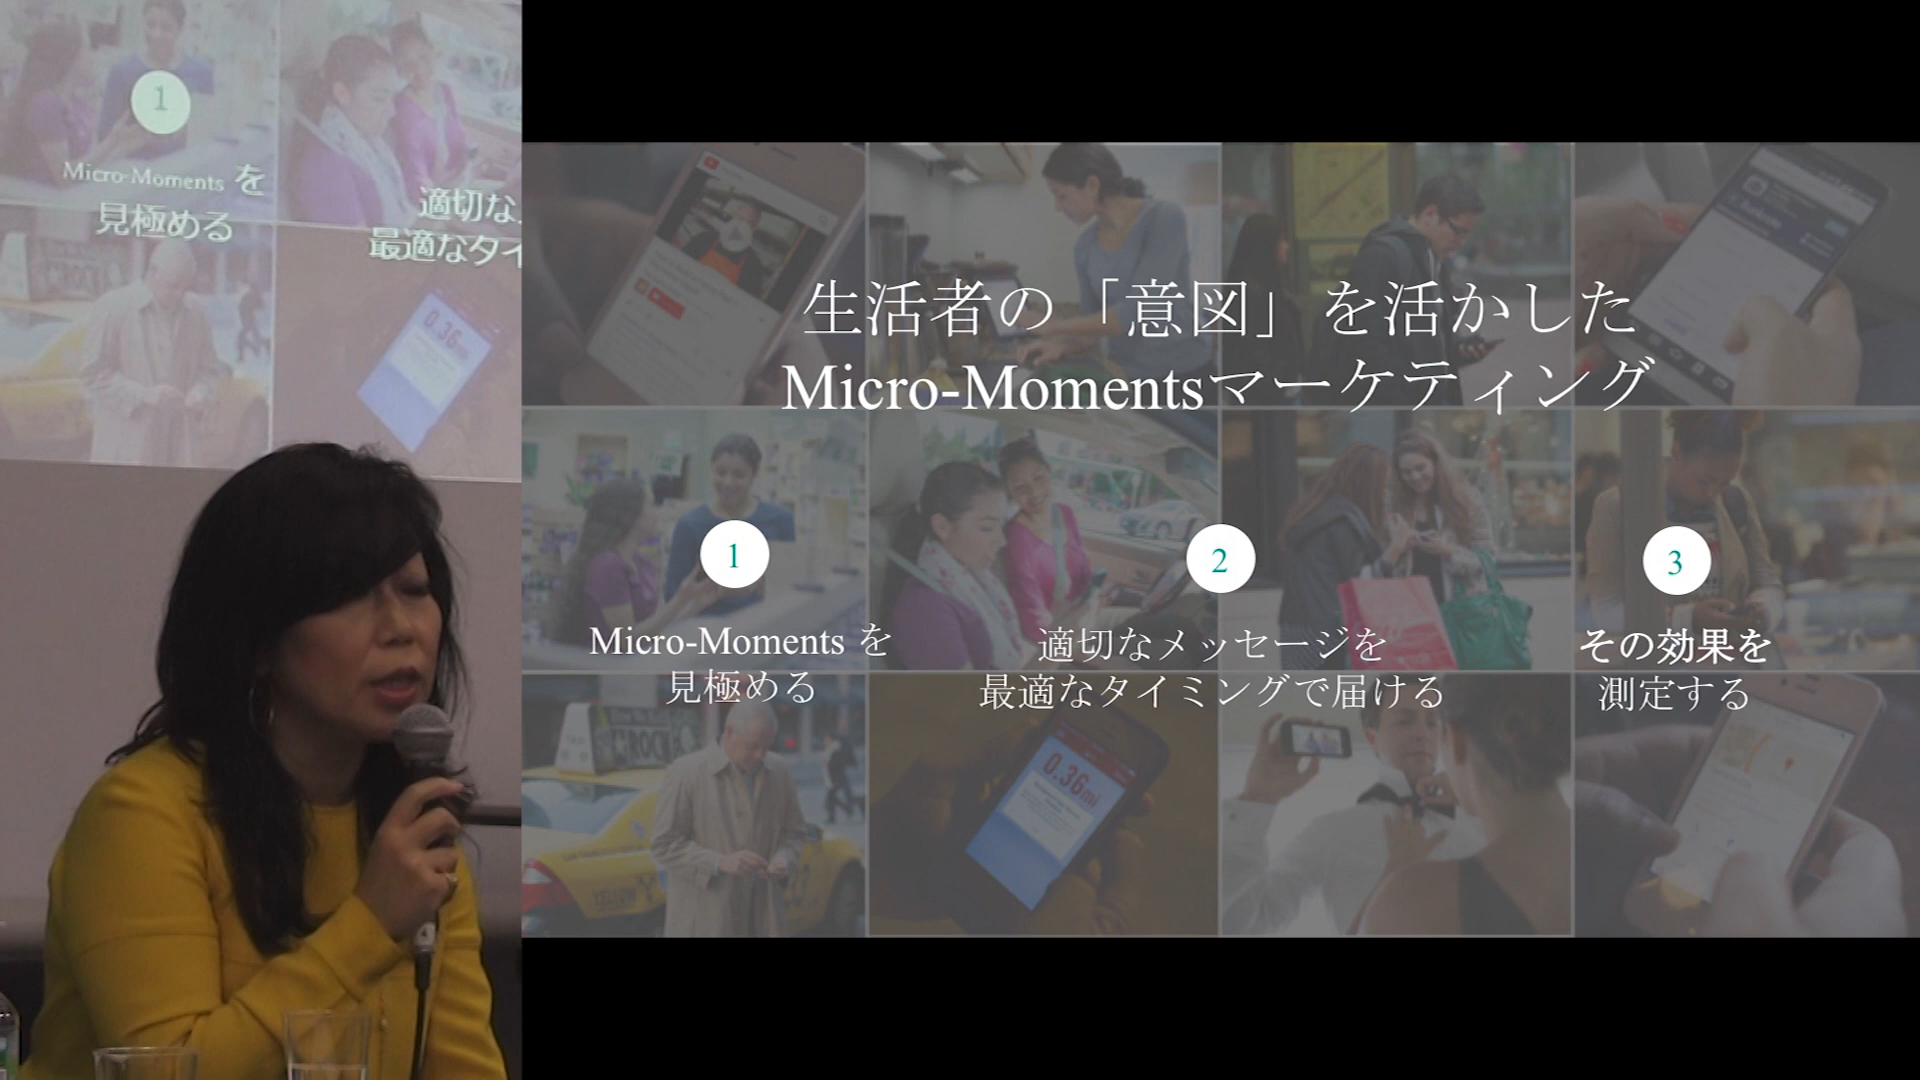 1
Micro-Moments を
見極める
適切な
最適なタイ
0.36
生活者の「意図」を活かした
Micro-Momentsマーケティング
1
Micro-Moments を
見極める
2
適切なメッセージを
最適なタイミングで届ける
3
その効果を
測定する
0.36mi